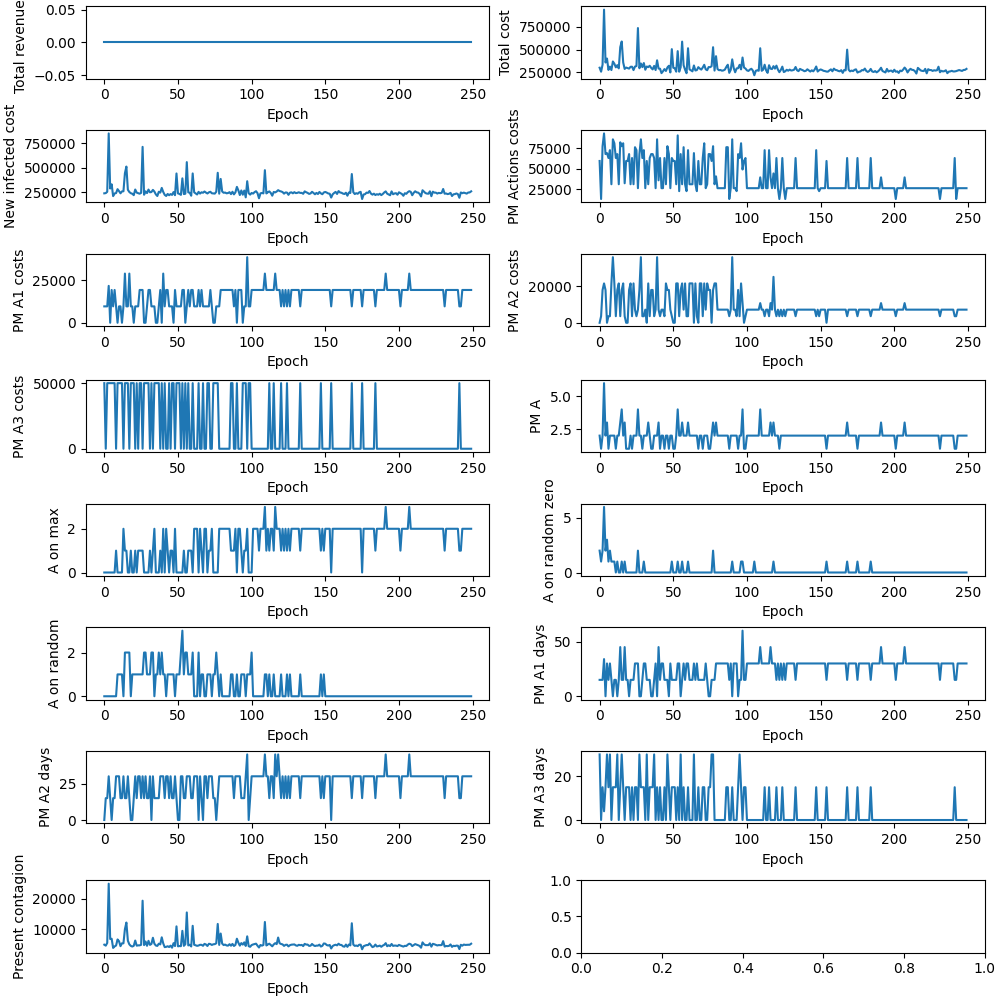 Total revenue
0.05
0.00
−0.05
0 50 100 150 200 250
Epoch
Total cost
750000
500000
250000
0 50 100 150 200 250
Epoch
New infected cost
750000
500000
250000
0 50 100 150 200 250
Epoch
PM Actions costs
75000
50000
25000
0 50 100 150 200 250
Epoch
PM A1 costs
25000
0
0 50 100 150 200 250
Epoch
PM A2 costs
20000
0
0 50 100 150 200 250
Epoch
PM A3 costs
50000
0
0 50 100 150 200 250
Epoch
PM A
5.0
2.5
0 50 100 150 200 250
Epoch
A on max
2
0
0 50 100 150 200 250
Epoch
A on random zero
5
0
0 50 100 150 200 250
Epoch
A on random
2
0
0 50 100 150 200 250
Epoch
PM A1 days
50
0
0 50 100 150 200 250
Epoch
PM A2 days
25
0
0 50 100 150 200 250
Epoch
PM A3 days
20
0
0 50 100 150 200 250
Epoch
Present contagion
20000
10000
0 50 100 150 200 250
Epoch
1.0
0.5
0.0
0.0 0.2 0.4 0.6 0.8 1.0